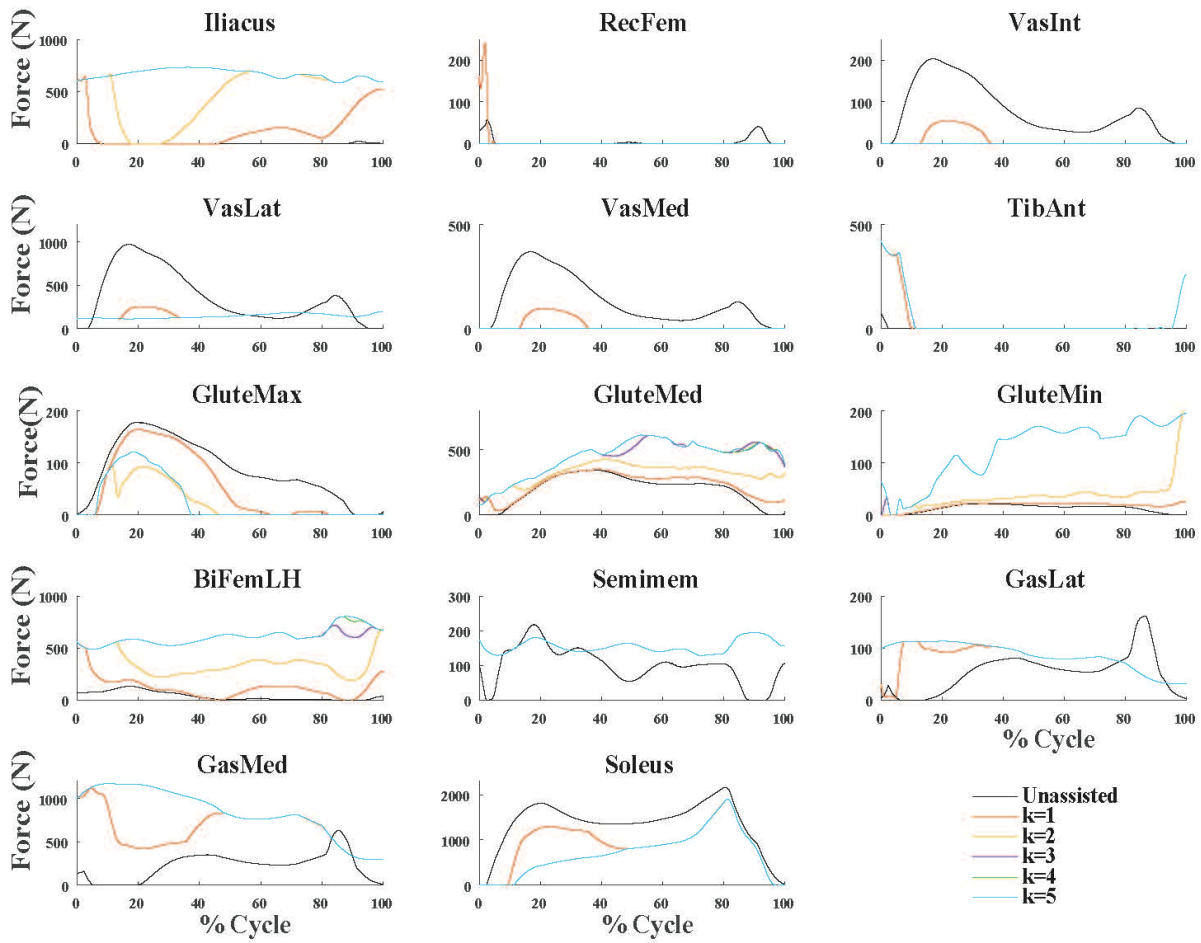 Iliacus
RecFem
VasInt
Force (N)
1000
500
0
0 20 40 60 80 100
200
100
0
0 20 40 60 80 100
200
100
0
0 20 40 60 80 100
VasLat
VasMed
TibAnt
Force (N)
1000
500
0
0 20 40 60 80 100
500
0
0 20 40 60 80 100
500
0
0 20 40 60 80 100
GluteMax
GluteMed
GluteMin
Force(N)
200
100
0
0 20 40 60 80 100
500
0
0 20 40 60 80 100
200
100
0
0 20 40 60 80 100
BiFemLH
Semimem
GasLat
Force (N)
1000
500
0
0 20 40 60 80 100
300
200
100
0
0 20 40 60 80 100
200
100
0
0 20 40 60 80 100
% Cycle
GasMed
Soleus
Force (N)
1000
500
0
0 20 40 60 80 100
% Cycle
2000
1000
0
0 20 40 60 80 100
% Cycle
Unassisted
k=1
k=2
k=3
k=4
k=5